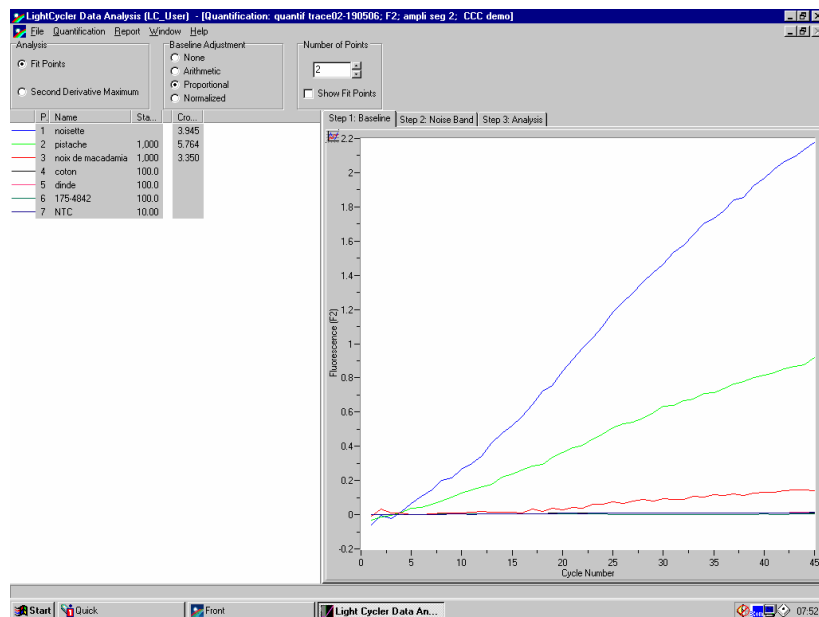 LightCycler Data Analysis (LC_User) - [Quantification: quantif trace02-190506; F2; ampli seg 2; CCC demo]
File Quantification Report Window Help
Analysis
Fit Points
Second Derivative Maximum
Baseline Adjustment
None
Arithmetic
Proportional
Normalized
Number of Points
2
Show Fit Points
P Name Sta... Cro...
1 noisette 3.945
2 pistache 1,000 5.764
3 noix de macadamia 1,000 3.350
4 coton 100.0
5 dinde 100.0
6 175-4842 100.0
7 NTC 10.00
Step 1: Baseline Step 2: Noise Band Step 3: Analysis
2.2
2
1.8
1.6
1.4
1.2
1
0.8
0.6
0.4
0.2
0
-0.2
Fluorescence (F2)
0 5 10 15 20 25 30 35 40 45
Cycle Number
Start Quick Front Light Cycler Data An... 07:52